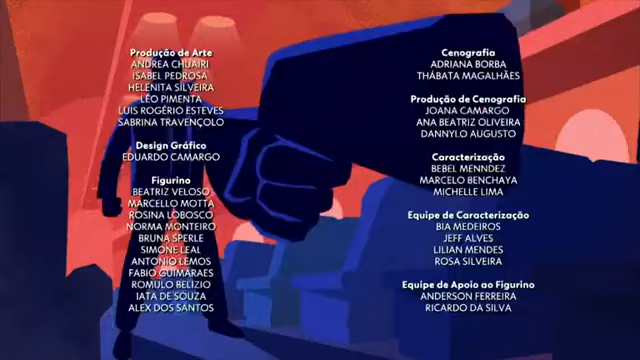 Produção de Arte
ANDREA CHUAIRI
ISABEL PEDROSA
HELENITA SILVEIRA
LÉO PIMENTA
LUIS ROGÉRIO ESTEVES
SABRINA TRAVENÇOLO
Design Gráfico
EDUARDO CAMARGO
Figurino
BEATRIZ VELOSO
MARCELLO MOTTA
ROSINA LOBOSCO
NORMA MONTEIRO
BRUNA SPERLE
SIMONE LEAL
ANTONIO LEMOS
FABIO GUIMARAES
ROMULO BELIZIO
IATA DE SOUZA
ALEX DOS SANTOS
Cenografia
ADRIANA BORBA
THÁBATA MAGALHÃES
Produção de Cenografia
JOANA CAMARGO
ANA BEATRIZ OLIVEIRA
DANNYLO AUGUSTO
Caracterização
BEBEL MENNDEZ
MARCELO BENCHAYA
MICHELLE LIMA
Equipe de Caracterização
BIA MEDEIROS
JEFF ALVES
LILIAN MENDES
ROSA SILVEIRA
Equipe de Apoio ao Figurino
ANDERSON FERREIRA
RICARDO DA SILVA